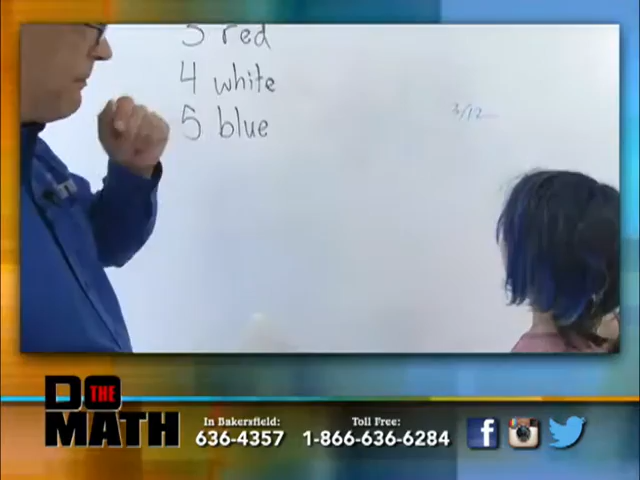 3 red
4 white
5 blue
3/12
DO THE MATH
In Bakersfield:
636-4357
Toll Free:
1-866-636-6284